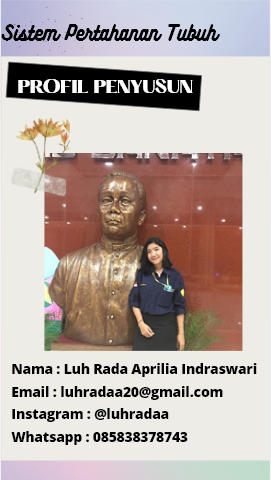 Sistem Pertahanan Tubuh
PROFIL PENYUSUN
Nama : Luh Rada Aprilia Indraswari
Email : luhradaa20@gmail.com
Instagram : @luhradaa
Whatsapp : 085838378743